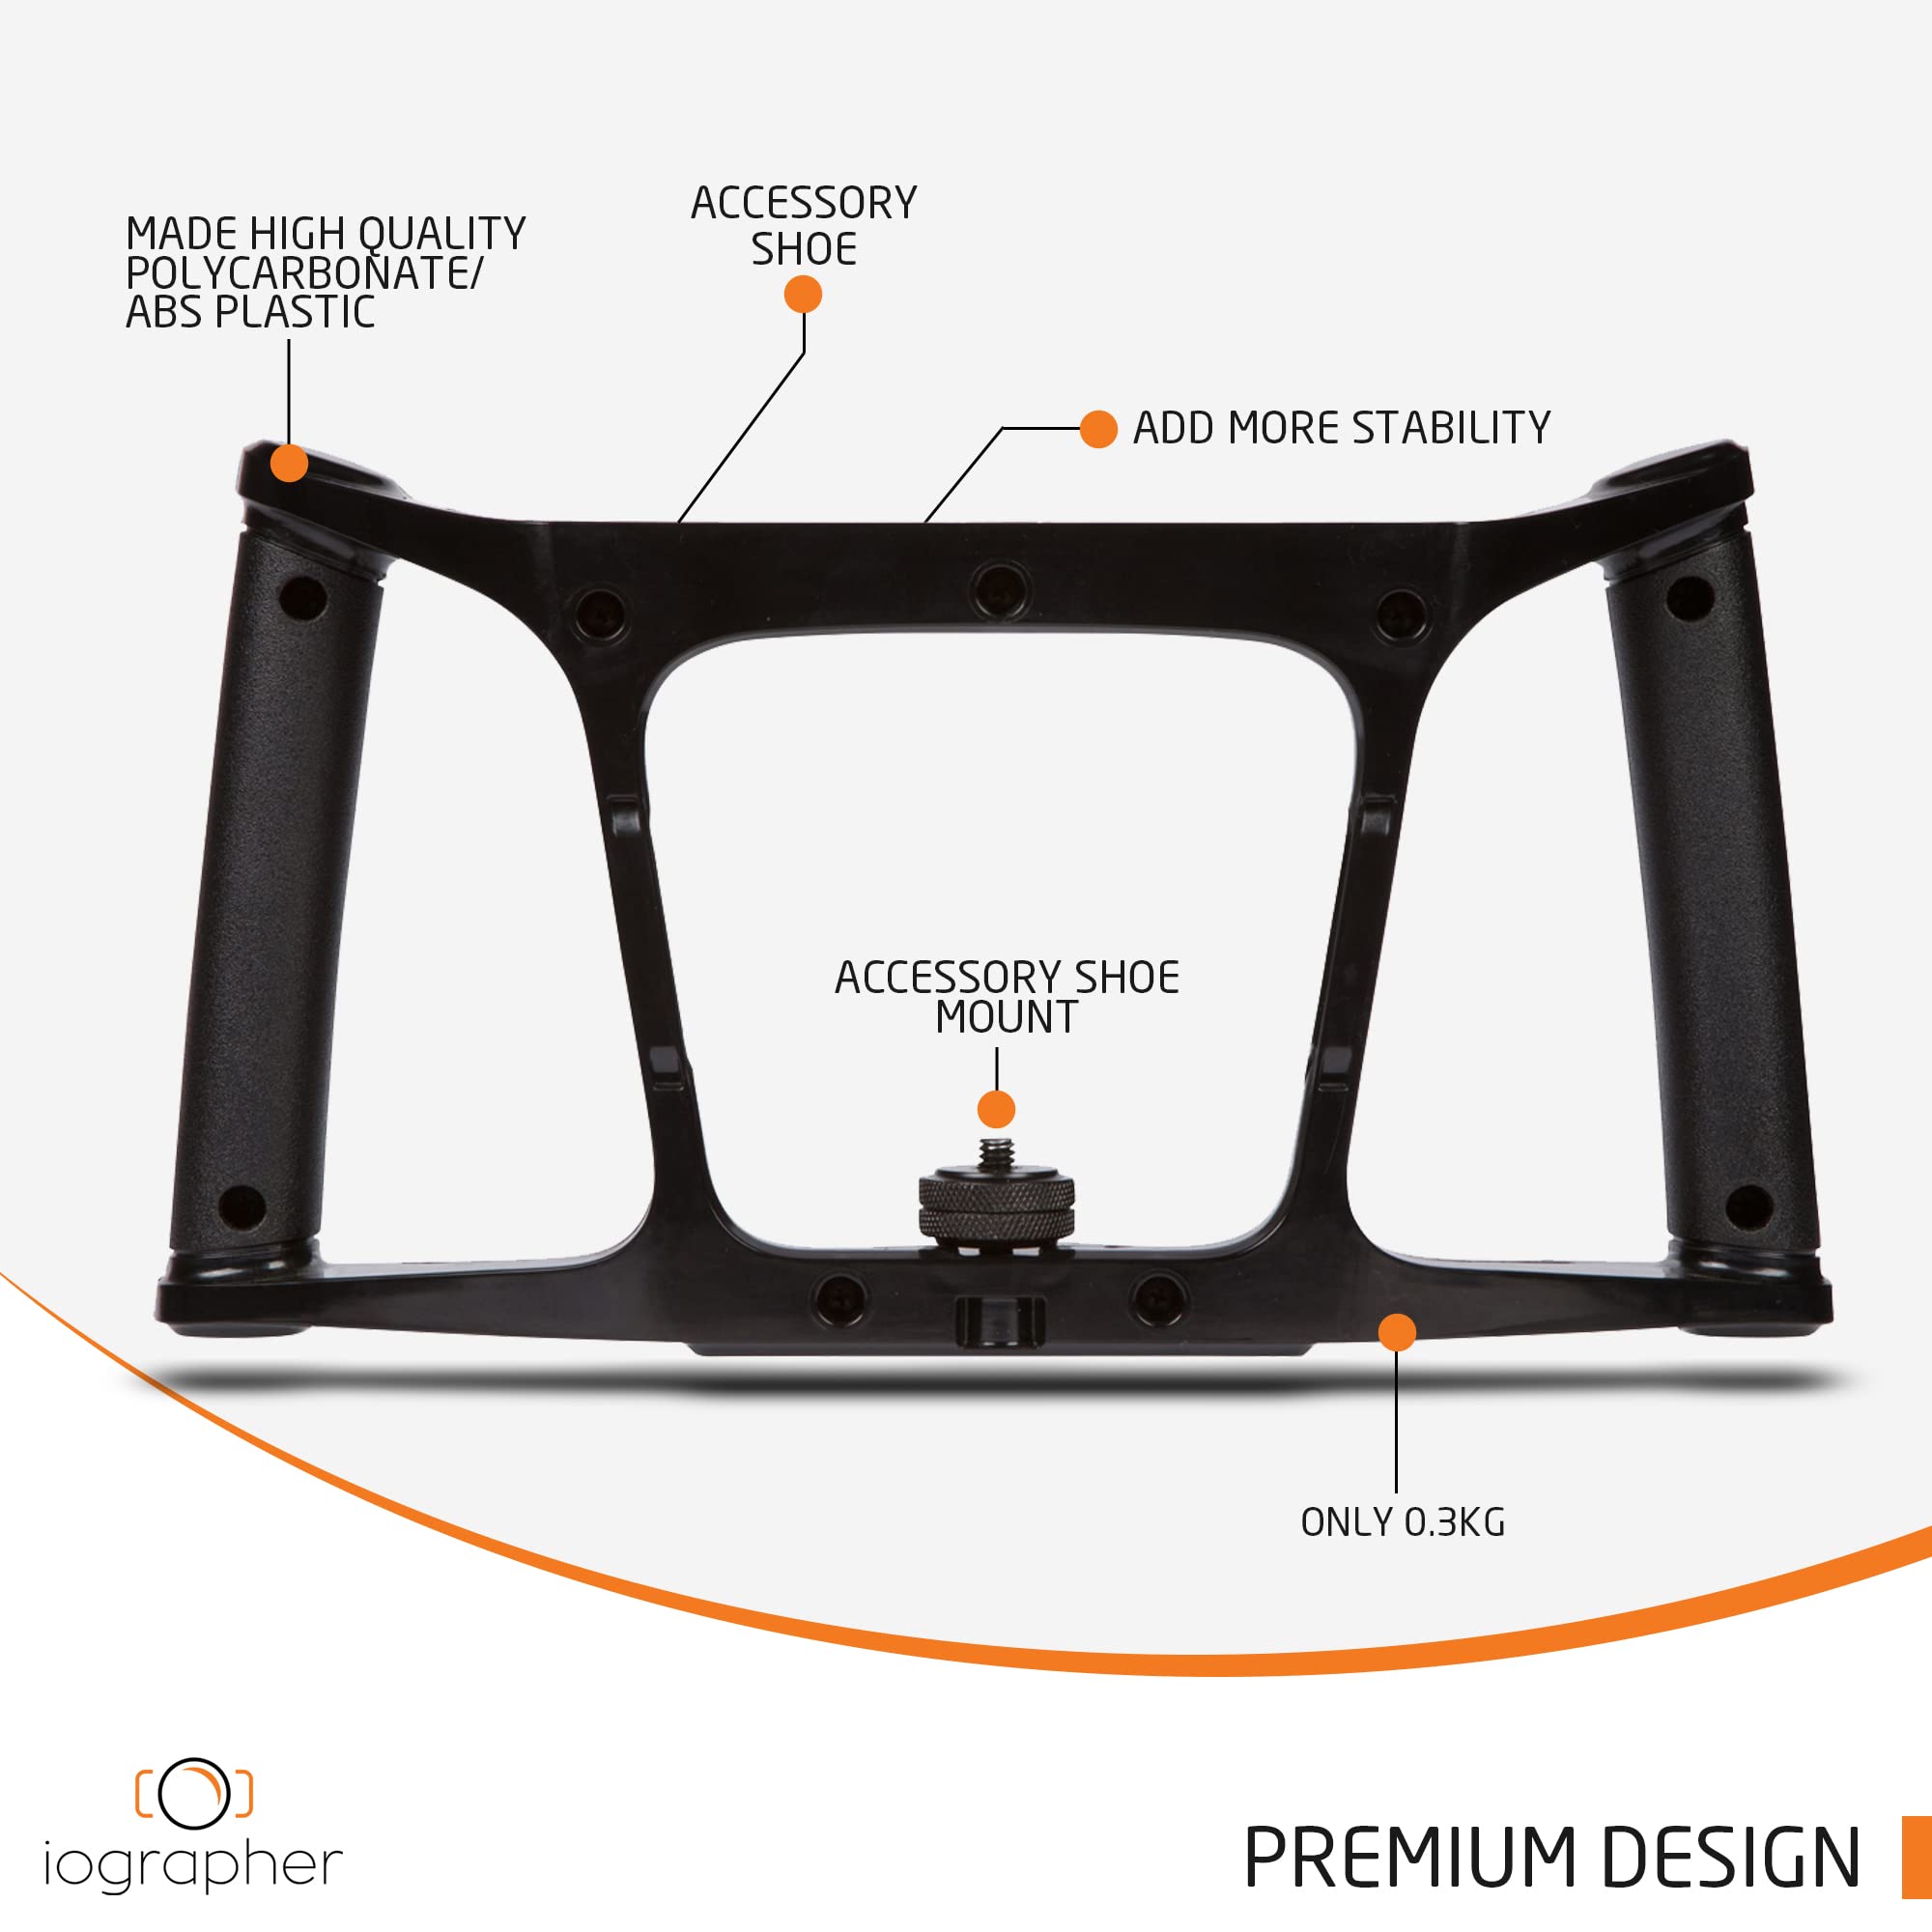 ACCESSORY
SHOE
MADE HIGH QUALITY
POLYCARBONATE/
ABS PLASTIC
ADD MORE STABILITY
ACCESSORY SHOE
MOUNT
ONLY 0.3KG
iographer
PREMIUM DESIGN